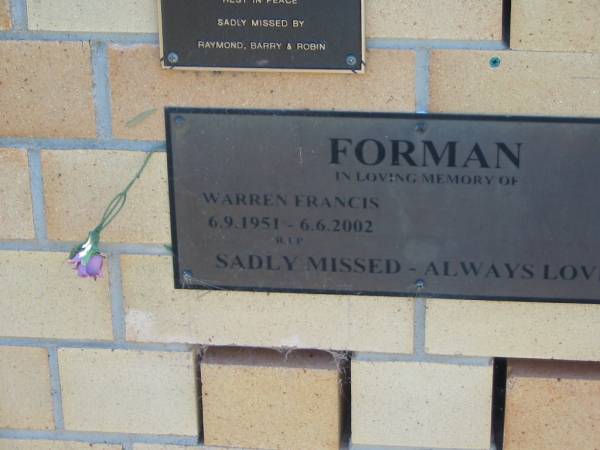 REST IN PEACE
SADLY MISSED BY
RAYMOND, BARRY & ROBIN
FORMAN
IN LOVING MEMORY OF
WARREN FRANCIS
6.9.1951 - 6.6.2002
R.I.P
SADLY MISSED - ALWAYS LOV